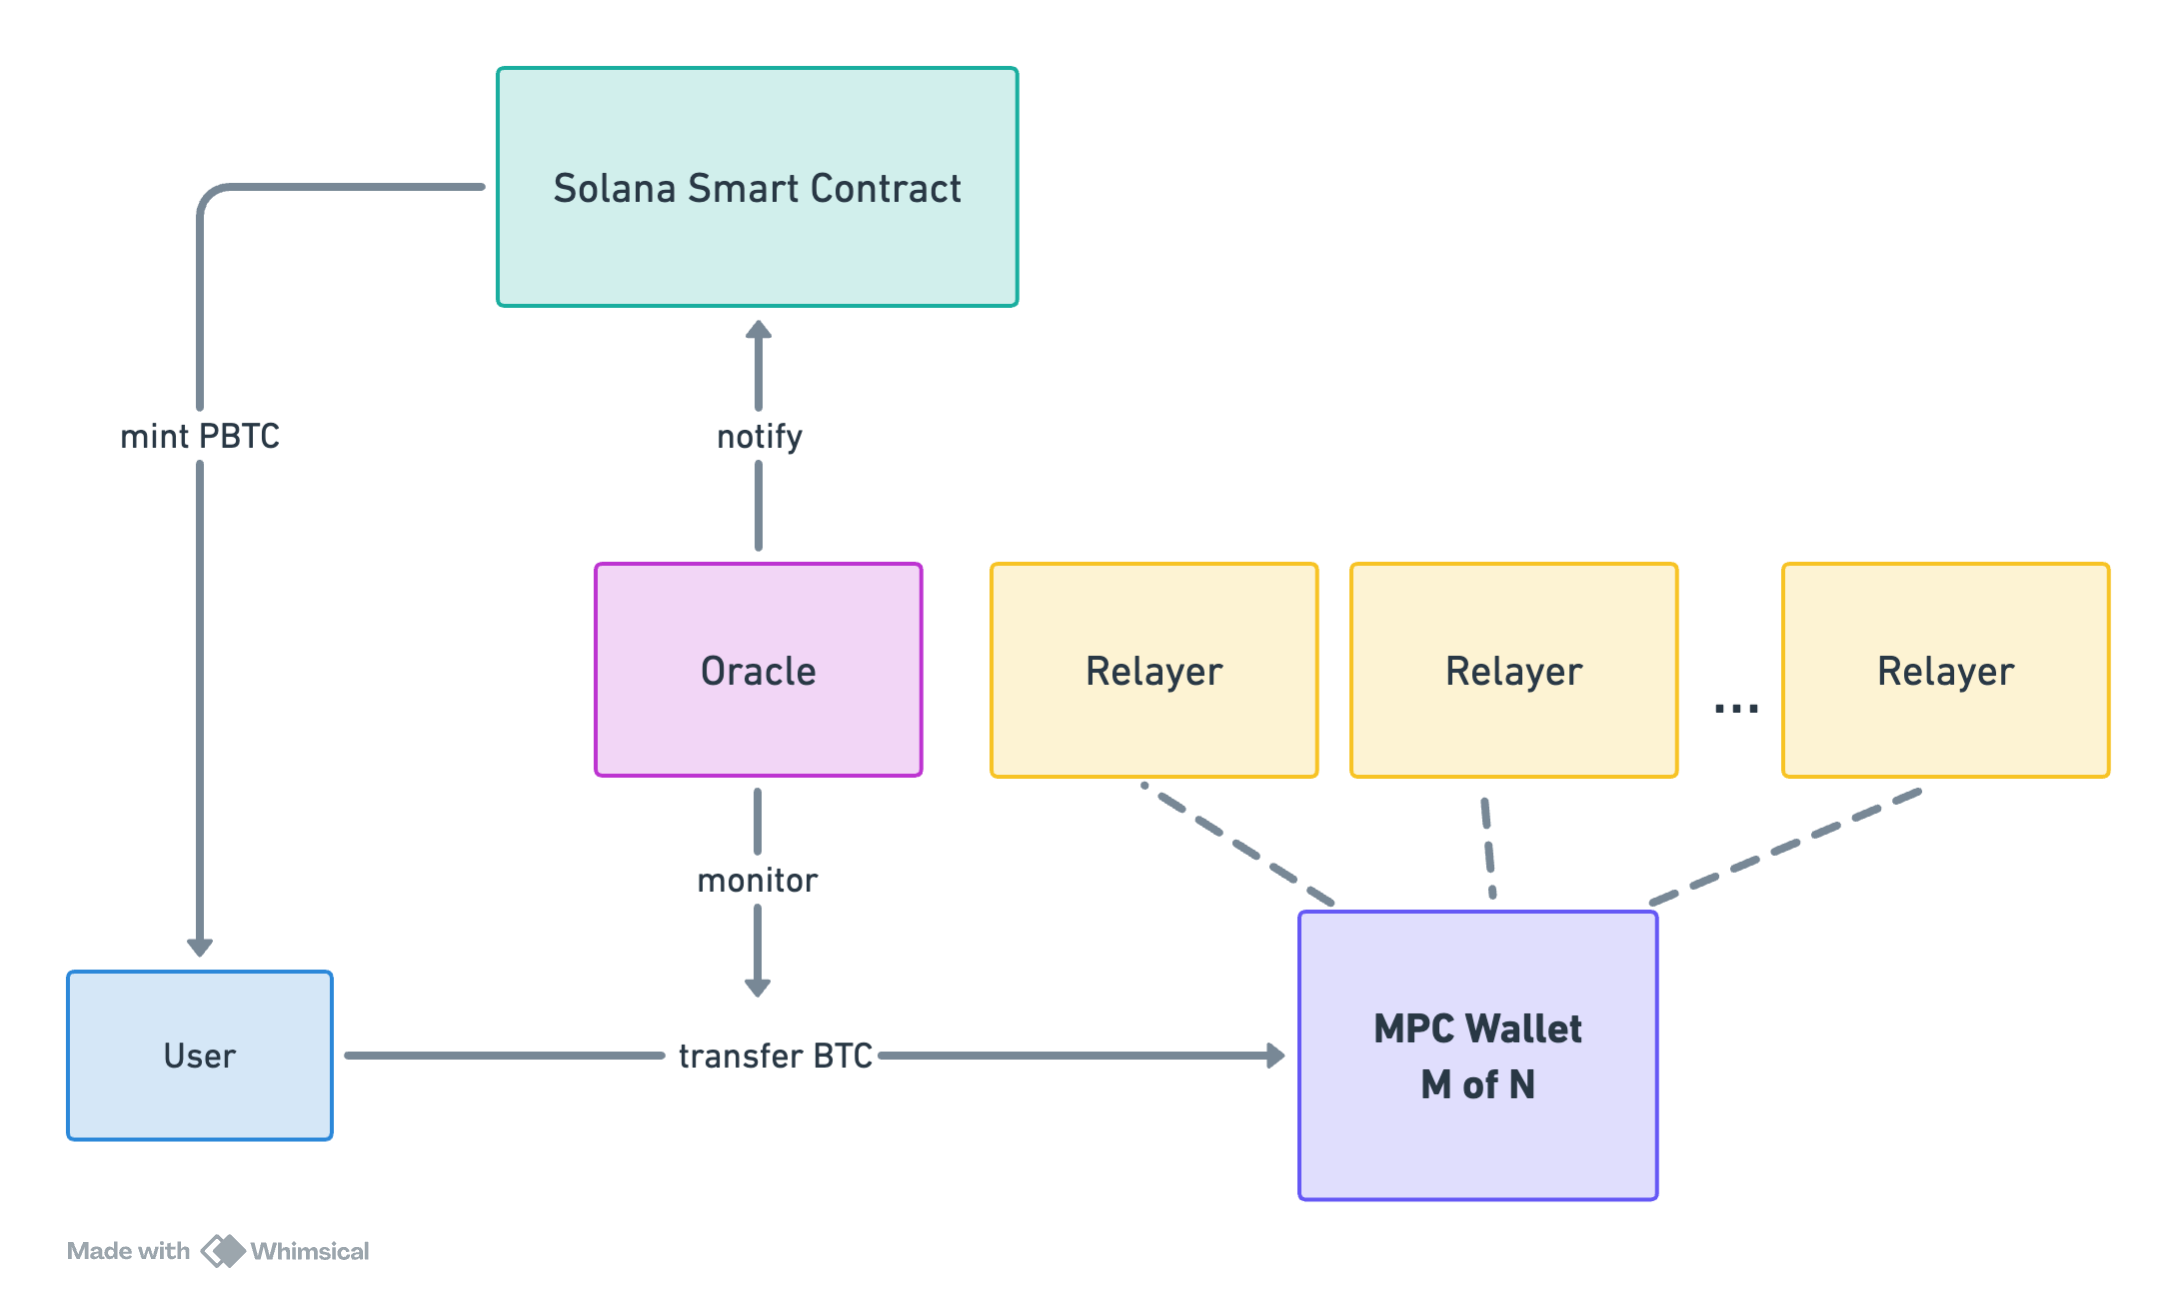 Solana Smart Contract
mint PBTC
notify
Oracle
Relayer
Relayer
...
Relayer
monitor
User
transfer BTC
MPC Wallet
M of N
Made with Whimsical